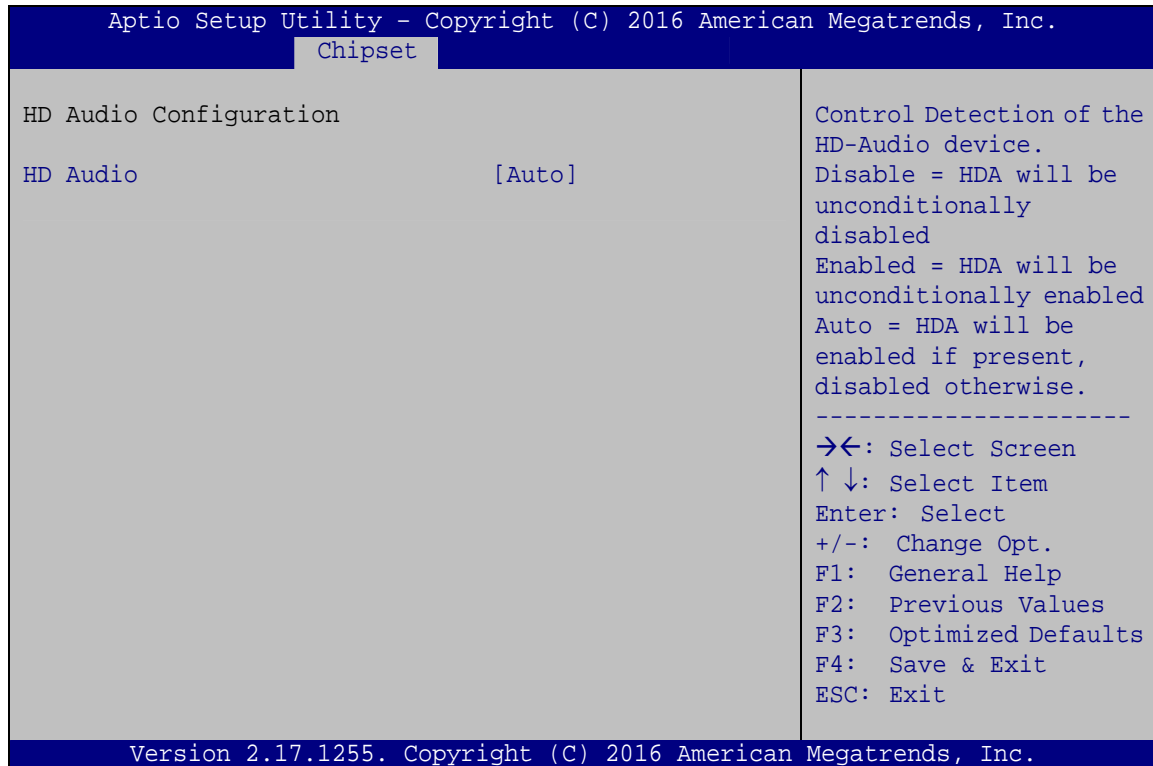 Aptio Setup Utility – Copyright (C) 2016 American Megatrends, Inc.
Chipset
HD Audio Configuration
HD Audio [Auto]
Control Detection of the
HD-Audio device.
Disable = HDA will be
unconditionally
disabled
Enabled = HDA will be
unconditionally enabled
Auto = HDA will be
enabled if present,
disabled otherwise.
----------------------
→←: Select Screen
↑ ↓: Select Item
Enter: Select
+/-: Change Opt.
F1: General Help
F2: Previous Values
F3: Optimized Defaults
F4: Save & Exit
ESC: Exit
Version 2.17.1255. Copyright (C) 2016 American Megatrends, Inc.